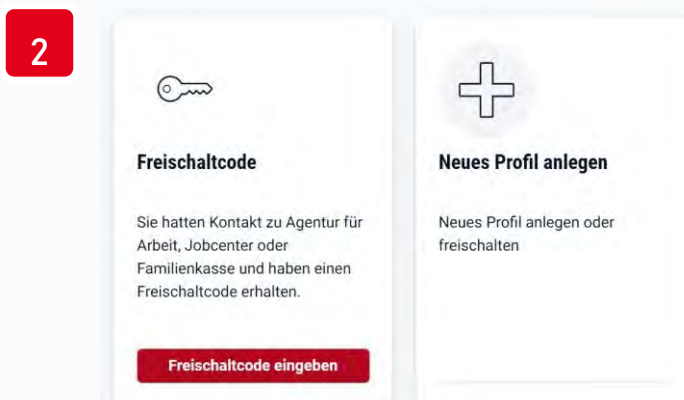 2
Freischaltcode
Sie hatten Kontakt zu Agentur für
Arbeit, Jobcenter oder
Familienkasse und haben einen
Freischaltcode erhalten.
Freischaltcode eingeben
Neues Profil anlegen
Neues Profil anlegen oder
freischalten